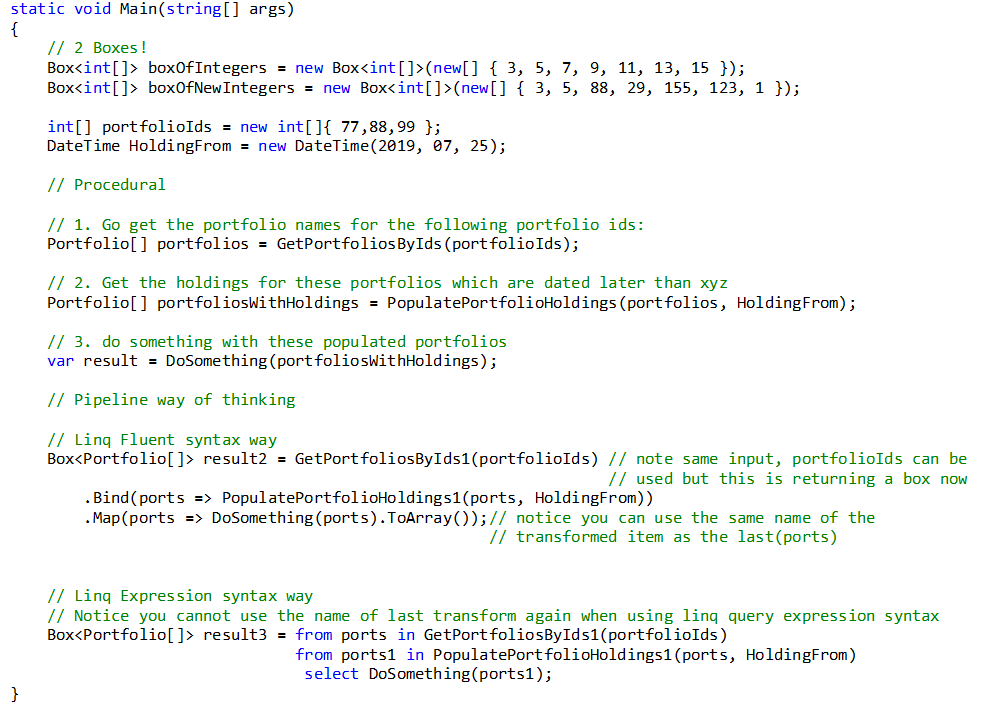 static void Main(string[] args)
{
// 2 Boxes!
Box<int[]> boxOfIntegers = new Box<int[]>(new[] { 3, 5, 7, 9, 11, 13, 15 });
Box<int[]> boxOfNewIntegers = new Box<int[]>(new[] { 3, 5, 88, 29, 155, 123, 1 });
int[] portfolioIds = new int[]{ 77,88,99 };
DateTime HoldingFrom = new DateTime(2019, 07, 25);
// Procedural
// 1. Go get the portfolio names for the following portfolio ids:
Portfolio[] portfolios = GetPortfoliosByIds(portfolioIds);
// 2. Get the holdings for these portfolios which are dated later than xyz
Portfolio[] portfoliosWithHoldings = PopulatePortfolioHoldings(portfolios, HoldingFrom);
// 3. do something with these populated portfolios
var result = DoSomething(portfoliosWithHoldings);
// Pipeline way of thinking
// Linq Fluent syntax way
Box<Portfolio[]> result2 = GetPortfoliosByIds1(portfolioIds) // note same input, portfolioIds can be
// used but this is returning a box now
.Bind(ports => PopulatePortfolioHoldings1(ports, HoldingFrom))
.Map(ports => DoSomething(ports).ToArray());// notice you can use the same name of the
// transformed item as the last(ports)
// Linq Expression syntax way
// Notice you cannot use the name of last transform again when using linq query expression syntax
Box<Portfolio[]> result3 = from ports in GetPortfoliosByIds1(portfolioIds)
from ports1 in PopulatePortfolioHoldings1(ports, HoldingFrom)
select DoSomething(ports1);
}